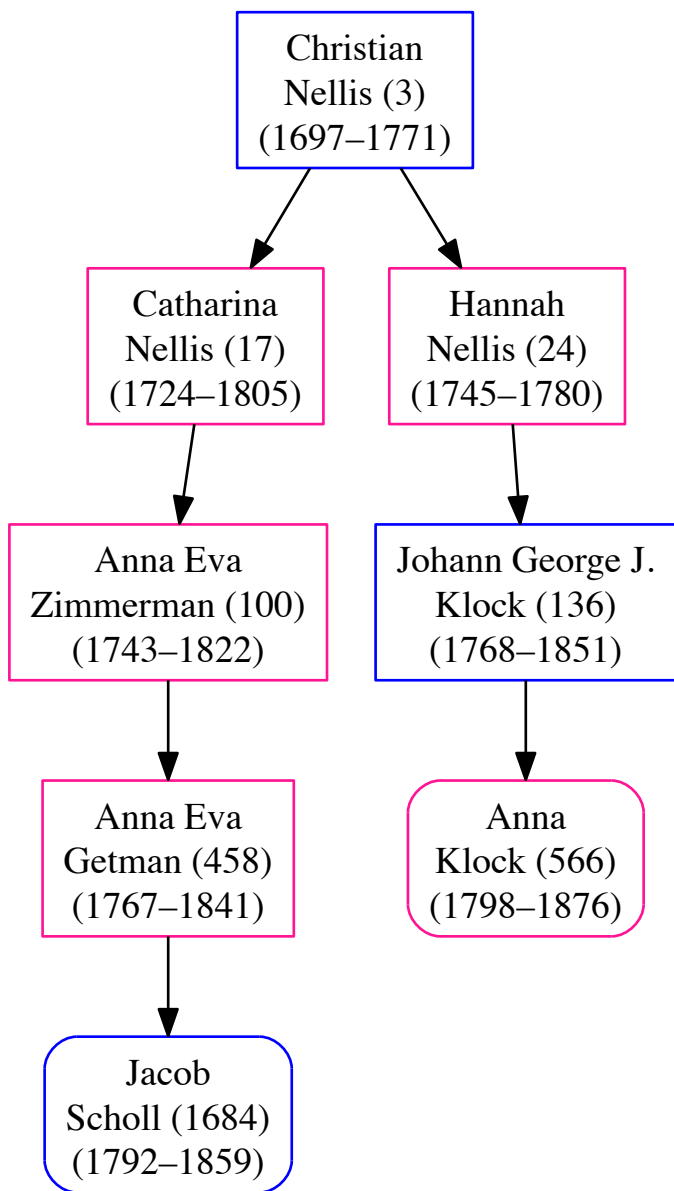 Christian
Nellis (3)
(1697–1771)
Catharina
Nellis (17)
(1724–1805)
Hannah
Nellis (24)
(1745–1780)
Anna Eva
Zimmerman (100)
(1743–1822)
Johann George J.
Klock (136)
(1768–1851)
Anna Eva
Getman (458)
(1767–1841)
Anna
Klock (566)
(1798–1876)
Jacob
Scholl (1684)
(1792–1859)